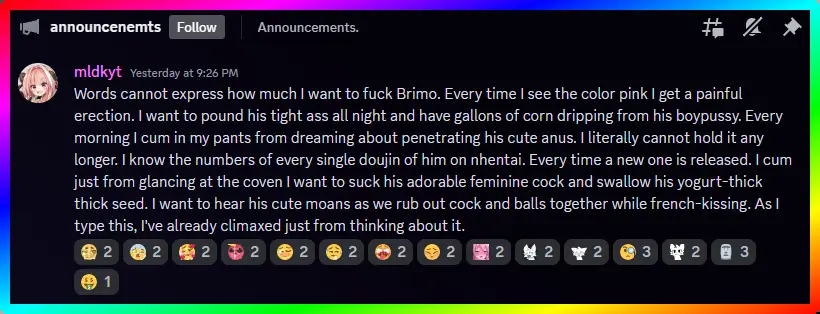 announcenemts Follow Announcements.
mldkyt Yesterday at 9:26 PM
Words cannot express how much I want to fuck Brimo. Every time I see the color pink I get a painful
erection. I want to pound his tight ass all night and have gallons of corn dripping from his boypussy. Every
morning I cum in my pants from dreaming about penetrating his cute anus. I literally cannot hold it any
longer. I know the numbers of every single doujin of him on nhentai. Every time a new one is released. I cum
just from glancing at the coven I want to suck his adorable feminine cock and swallow his yogurt-thick
thick seed. I want to hear his cute moans as we rub out cock and balls together while french-kissing. As I
type this, I've already climaxed just from thinking about it.
2 2 2 2 2 2 2 2 2 2 2 3 2 3
1